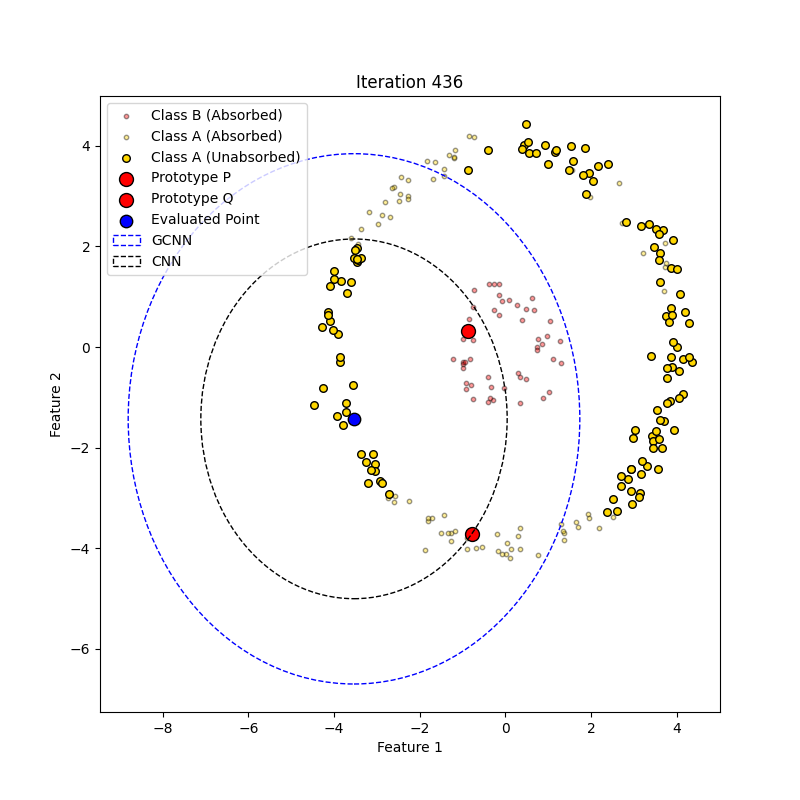 Iteration 436
Class B (Absorbed)
Class A (Absorbed)
Class A (Unabsorbed)
Prototype P
Prototype Q
Evaluated Point
GCNN
CNN
4
2
0
−2
−4
−6
Feature 2
−8
−6
−4
−2
0
2
4
Feature 1